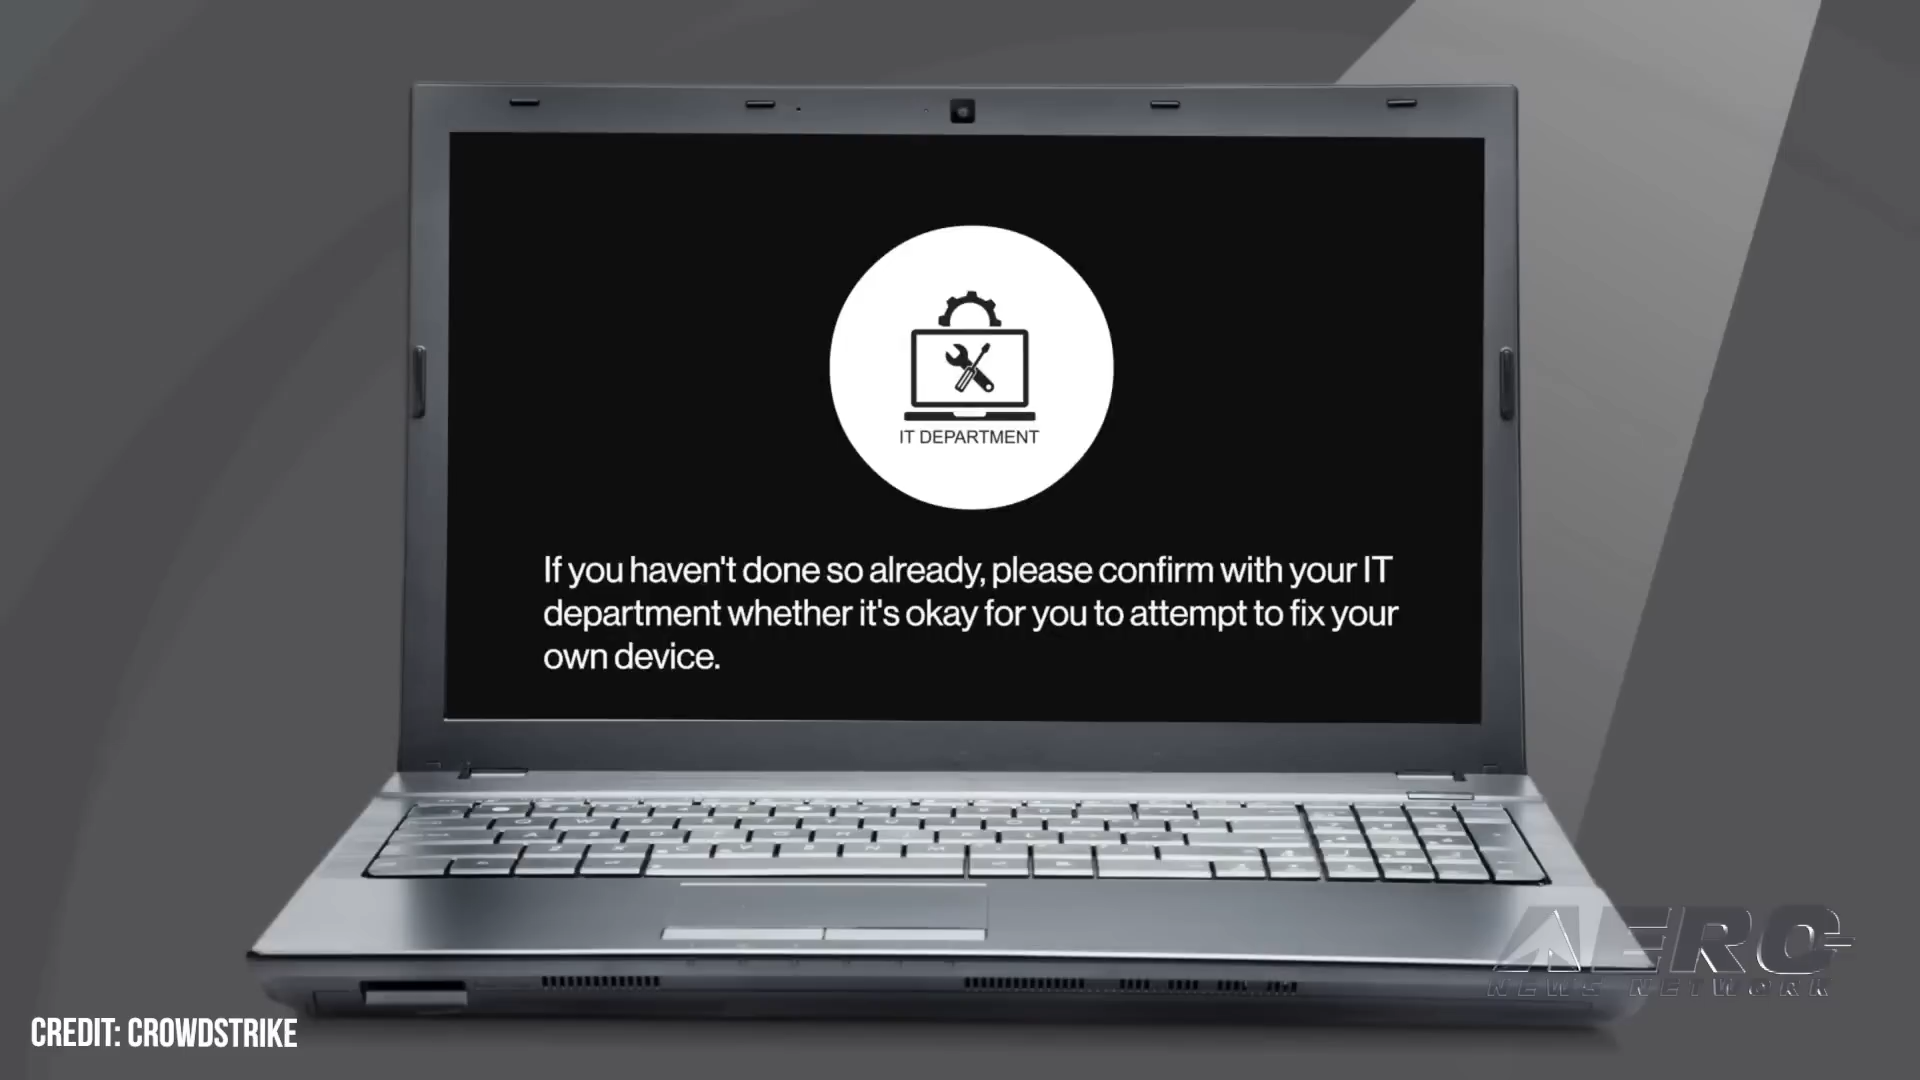 IT DEPARTMENT
If you haven't done so already, please confirm with your IT
department whether it's okay for you to attempt to fix your
own device.
AERO
NEWS NETWORK
CREDIT: CROWDSTRIKE